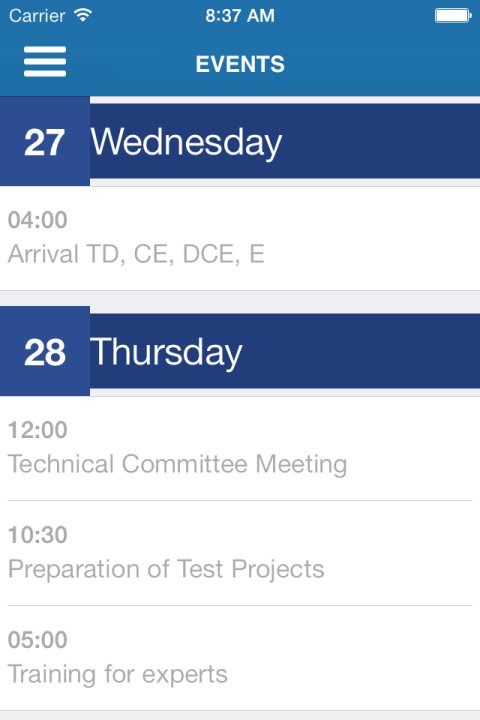 Carrier 8:37 AM
EVENTS
27 Wednesday
04:00
Arrival TD, CE, DCE, E
28 Thursday
12:00
Technical Committee Meeting
10:30
Preparation of Test Projects
05:00
Training for experts